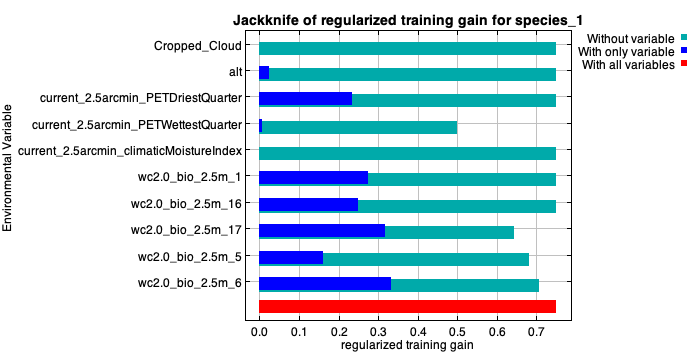 Jackknife of regularized training gain for species_1
Without variable
With only variable
With all variables
Environmental Variable
Cropped_Cloud
alt
current_2.5arcmin_PETDriestQuarter
current_2.5arcmin_PETWettestQuarter
current_2.5arcmin_climaticMoistureIndex
wc2.0_bio_2.5m_1
wc2.0_bio_2.5m_16
wc2.0_bio_2.5m_17
wc2.0_bio_2.5m_5
wc2.0_bio_2.5m_6
0.0 0.1 0.2 0.3 0.4 0.5 0.6 0.7
regularized training gain